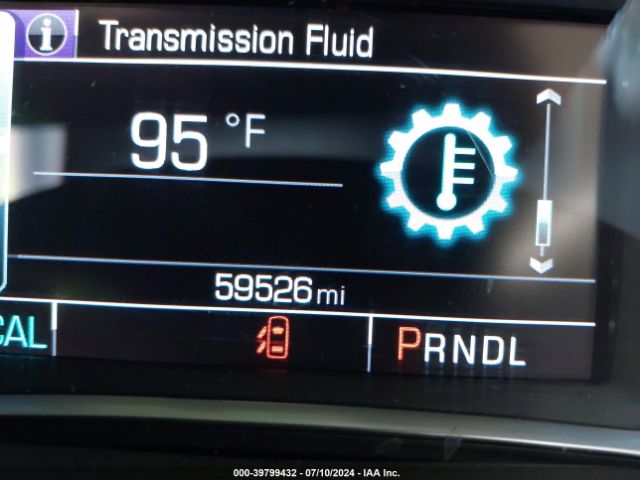 Transmission Fluid
95 °F
59526 mi
CAL
PRNDL
000-39799432 - 07/10/2024 - IAA Inc.